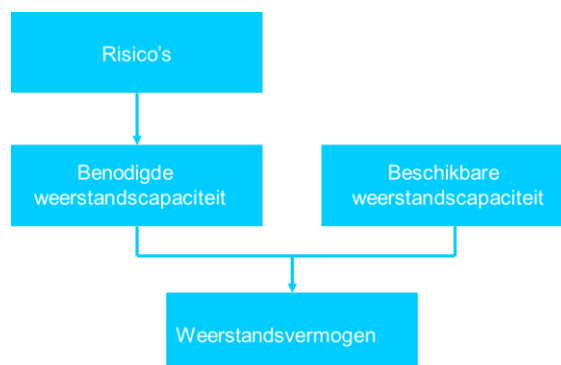 Risico’s
Benodigde
weerstandscapaciteit
Beschikbare
weerstandscapaciteit
Weerstandsvermogen